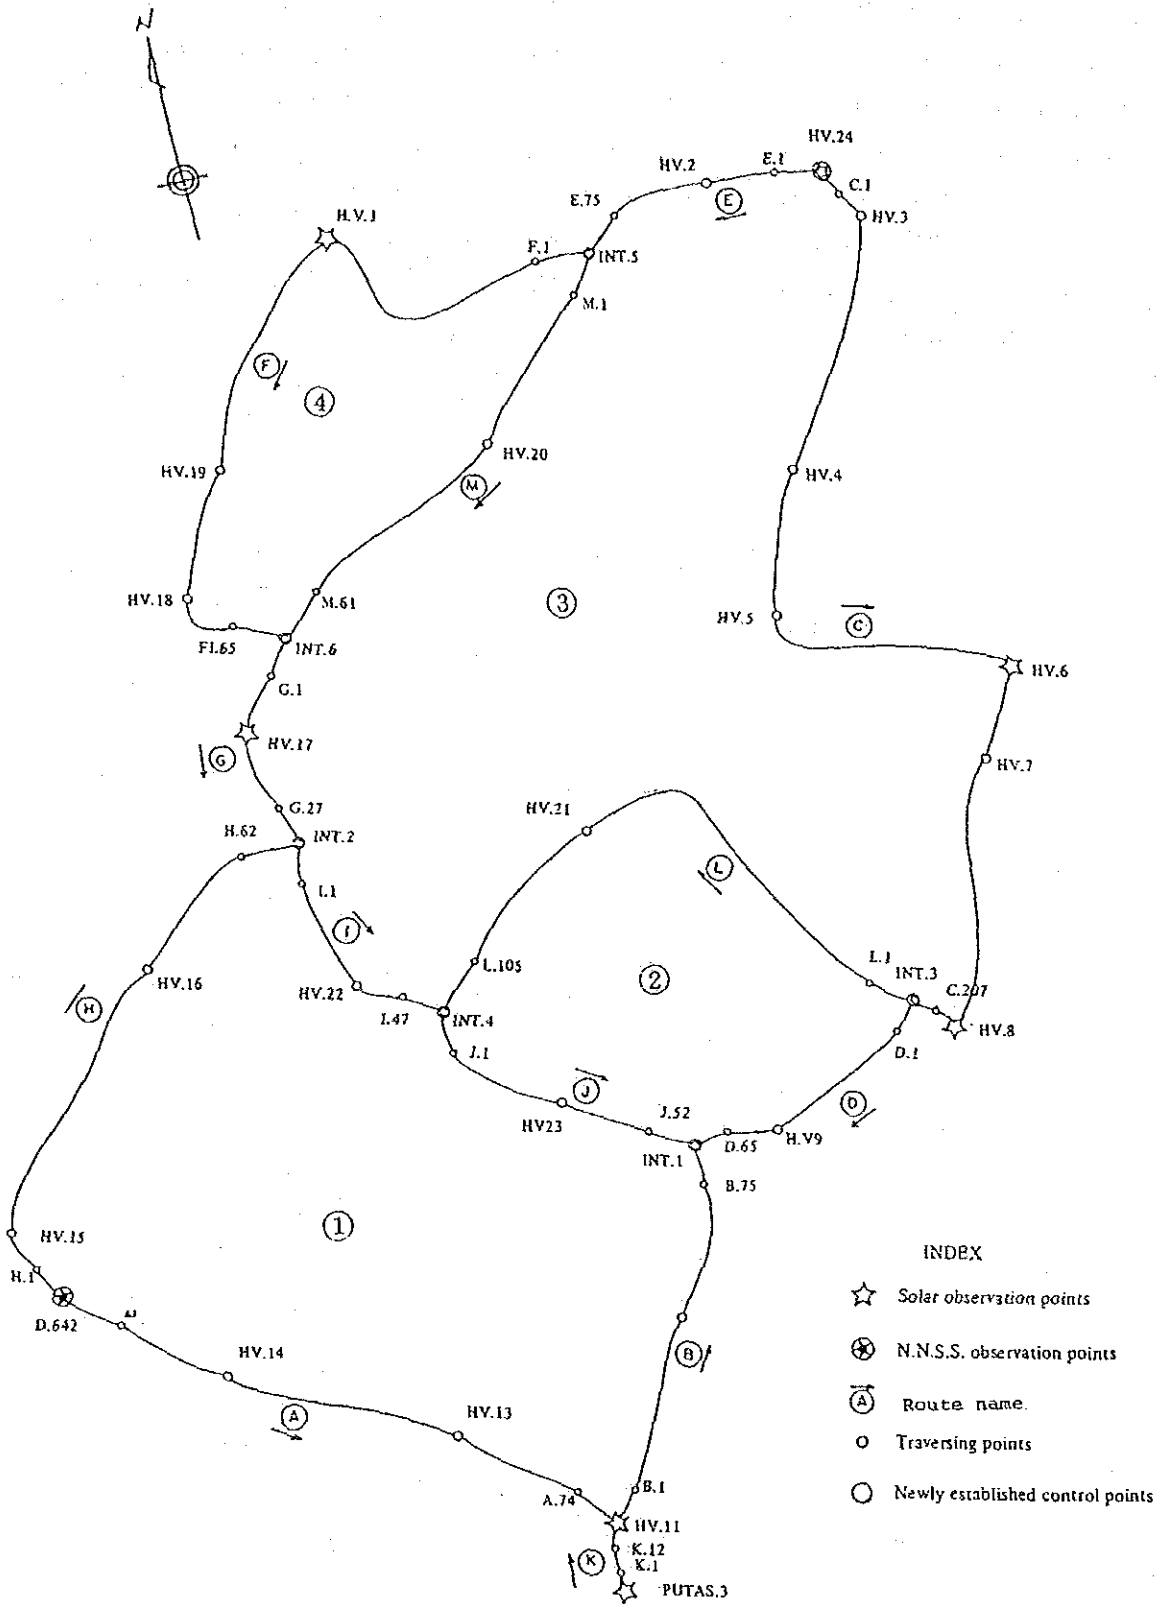 N
HV.24
HV.2
E.1
E
C.1
E.75
HV.3
H.V.1
F.1
INT.5
M.1
F
4
HV.20
HV.19
M
HV.4
HV.18
M.61
3
HV.5
C
F1.65
INT.6
HV.6
G.1
HV.17
G
HV.7
G.27
HV.21
INT.2
H.62
L
I.1
I
L.1
L.105
INT.3
HV.16
2
C.207
H
HV.22
I.47
INT.4
HV.8
J.1
D.1
J
D
HV23
J.52
D.65
H.V9
INT.1
B.75
1
HV.15
H.1
D.642
B
HV.14
A
HV.13
A.74
B.1
HV.11
K.12
K
K.1
PUTAS.3
INDEX
Solar observation points
N.N.S.S. observation points
A Route name.
Traversing points
Newly established control points